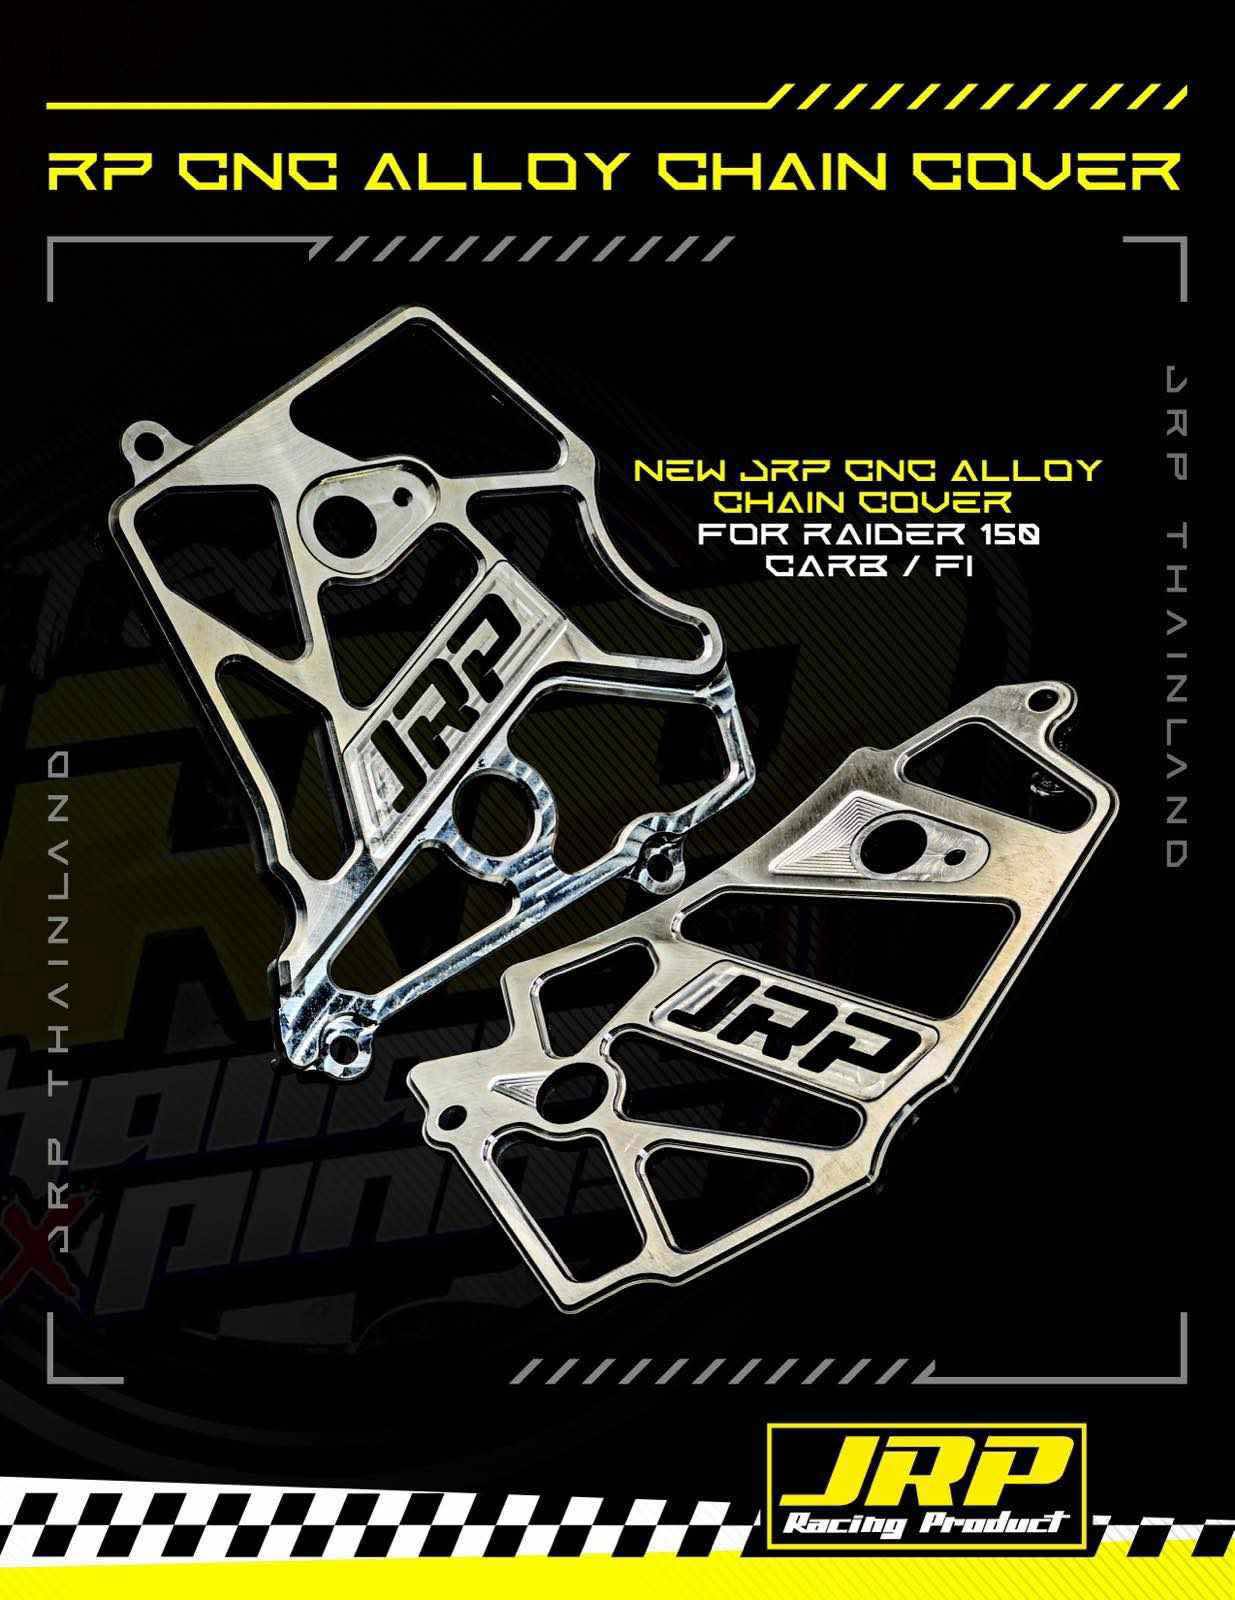 RP CNC ALLOY CHAIN COVER
NEW JRP CNC ALLOY
CHAIN COVER
FOR RAIDER 150
CARB / FI
JRP THAINLAND
JRP THAINLAND
JRP
JRP
JRP
Racing Product